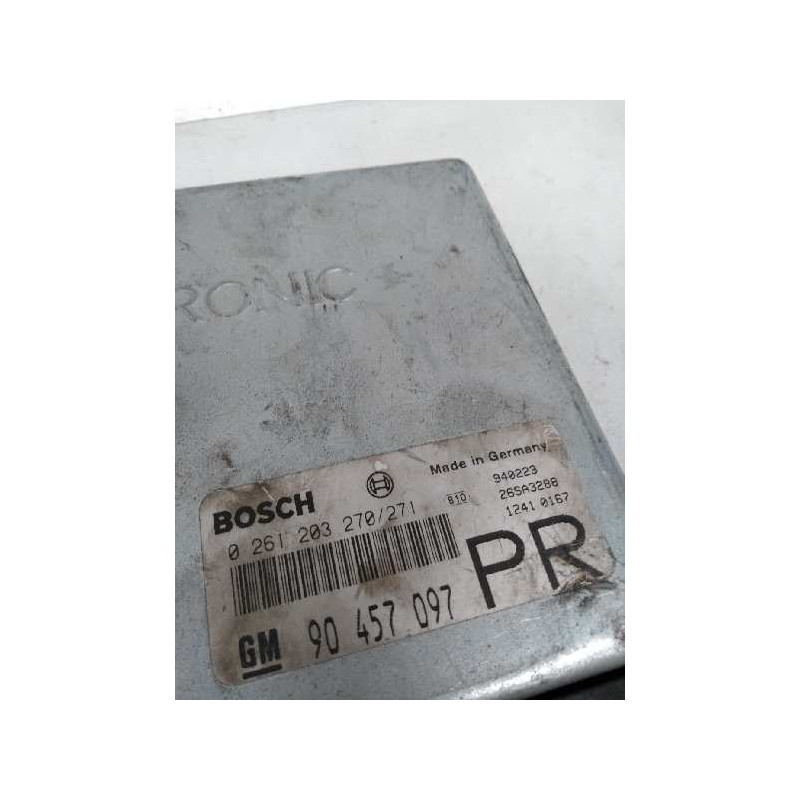 RONIC
Made in Germany
BOSCH
940223
0 261 203 270/271
B10
26SA3288
1241 0167
PR
GM
90 457 097